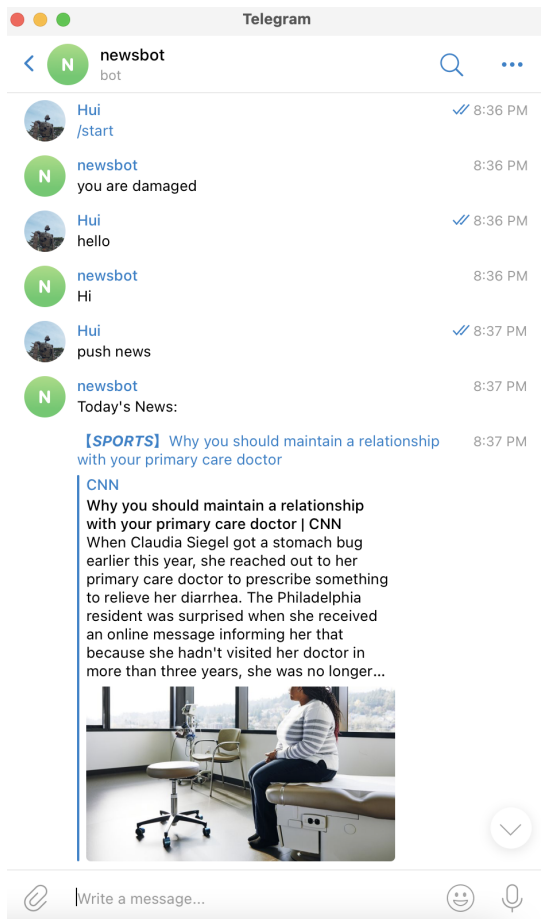 Telegram
N
newsbot
bot
Hui
8:36 PM
/start
N
newsbot
8:36 PM
you are damaged
Hui
8:36 PM
hello
N
newsbot
8:36 PM
Hi
Hui
8:37 PM
push news
N
newsbot
8:37 PM
Today's News:
【SPORTS】Why you should maintain a relationship
8:37 PM
with your primary care doctor
CNN
Why you should maintain a relationship
with your primary care doctor | CNN
When Claudia Siegel got a stomach bug
earlier this year, she reached out to her
primary care doctor to prescribe something
to relieve her diarrhea. The Philadelphia
resident was surprised when she received
an online message informing her that
because she hadn't visited her doctor in
more than three years, she was no longer...
Write a message...